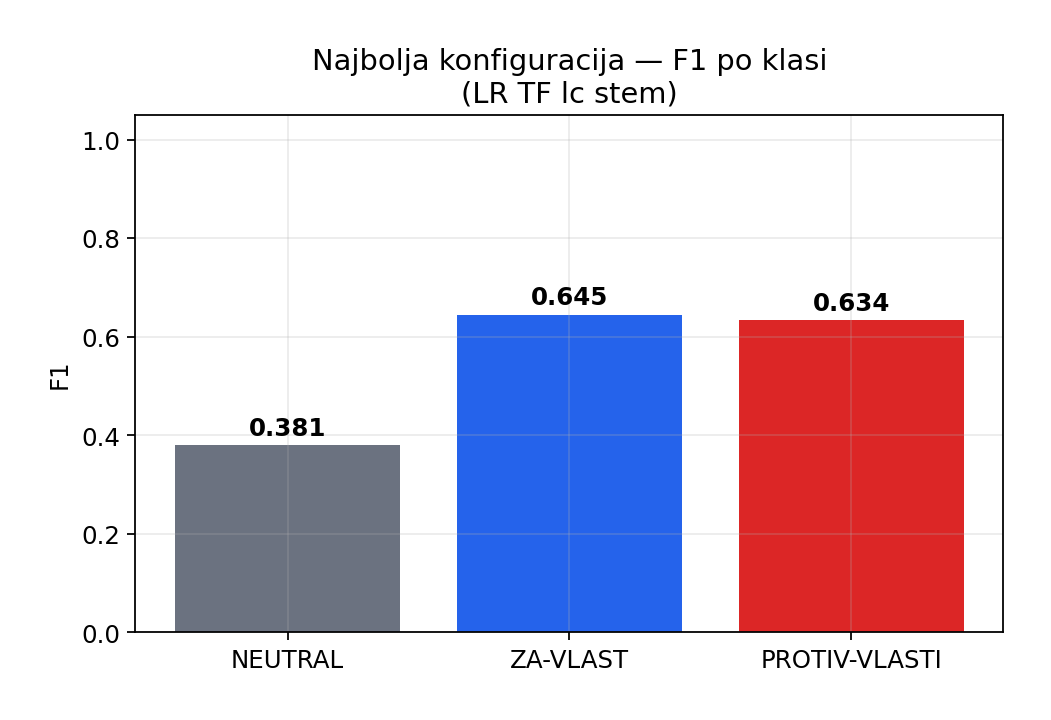 Najbolja konfiguracija — F1 po klasi
(LR TF lc stem)
F1
1.0
0.8
0.6
0.4
0.2
0.0
0.381
0.645
0.634
NEUTRAL
ZA-VLAST
PROTIV-VLASTI